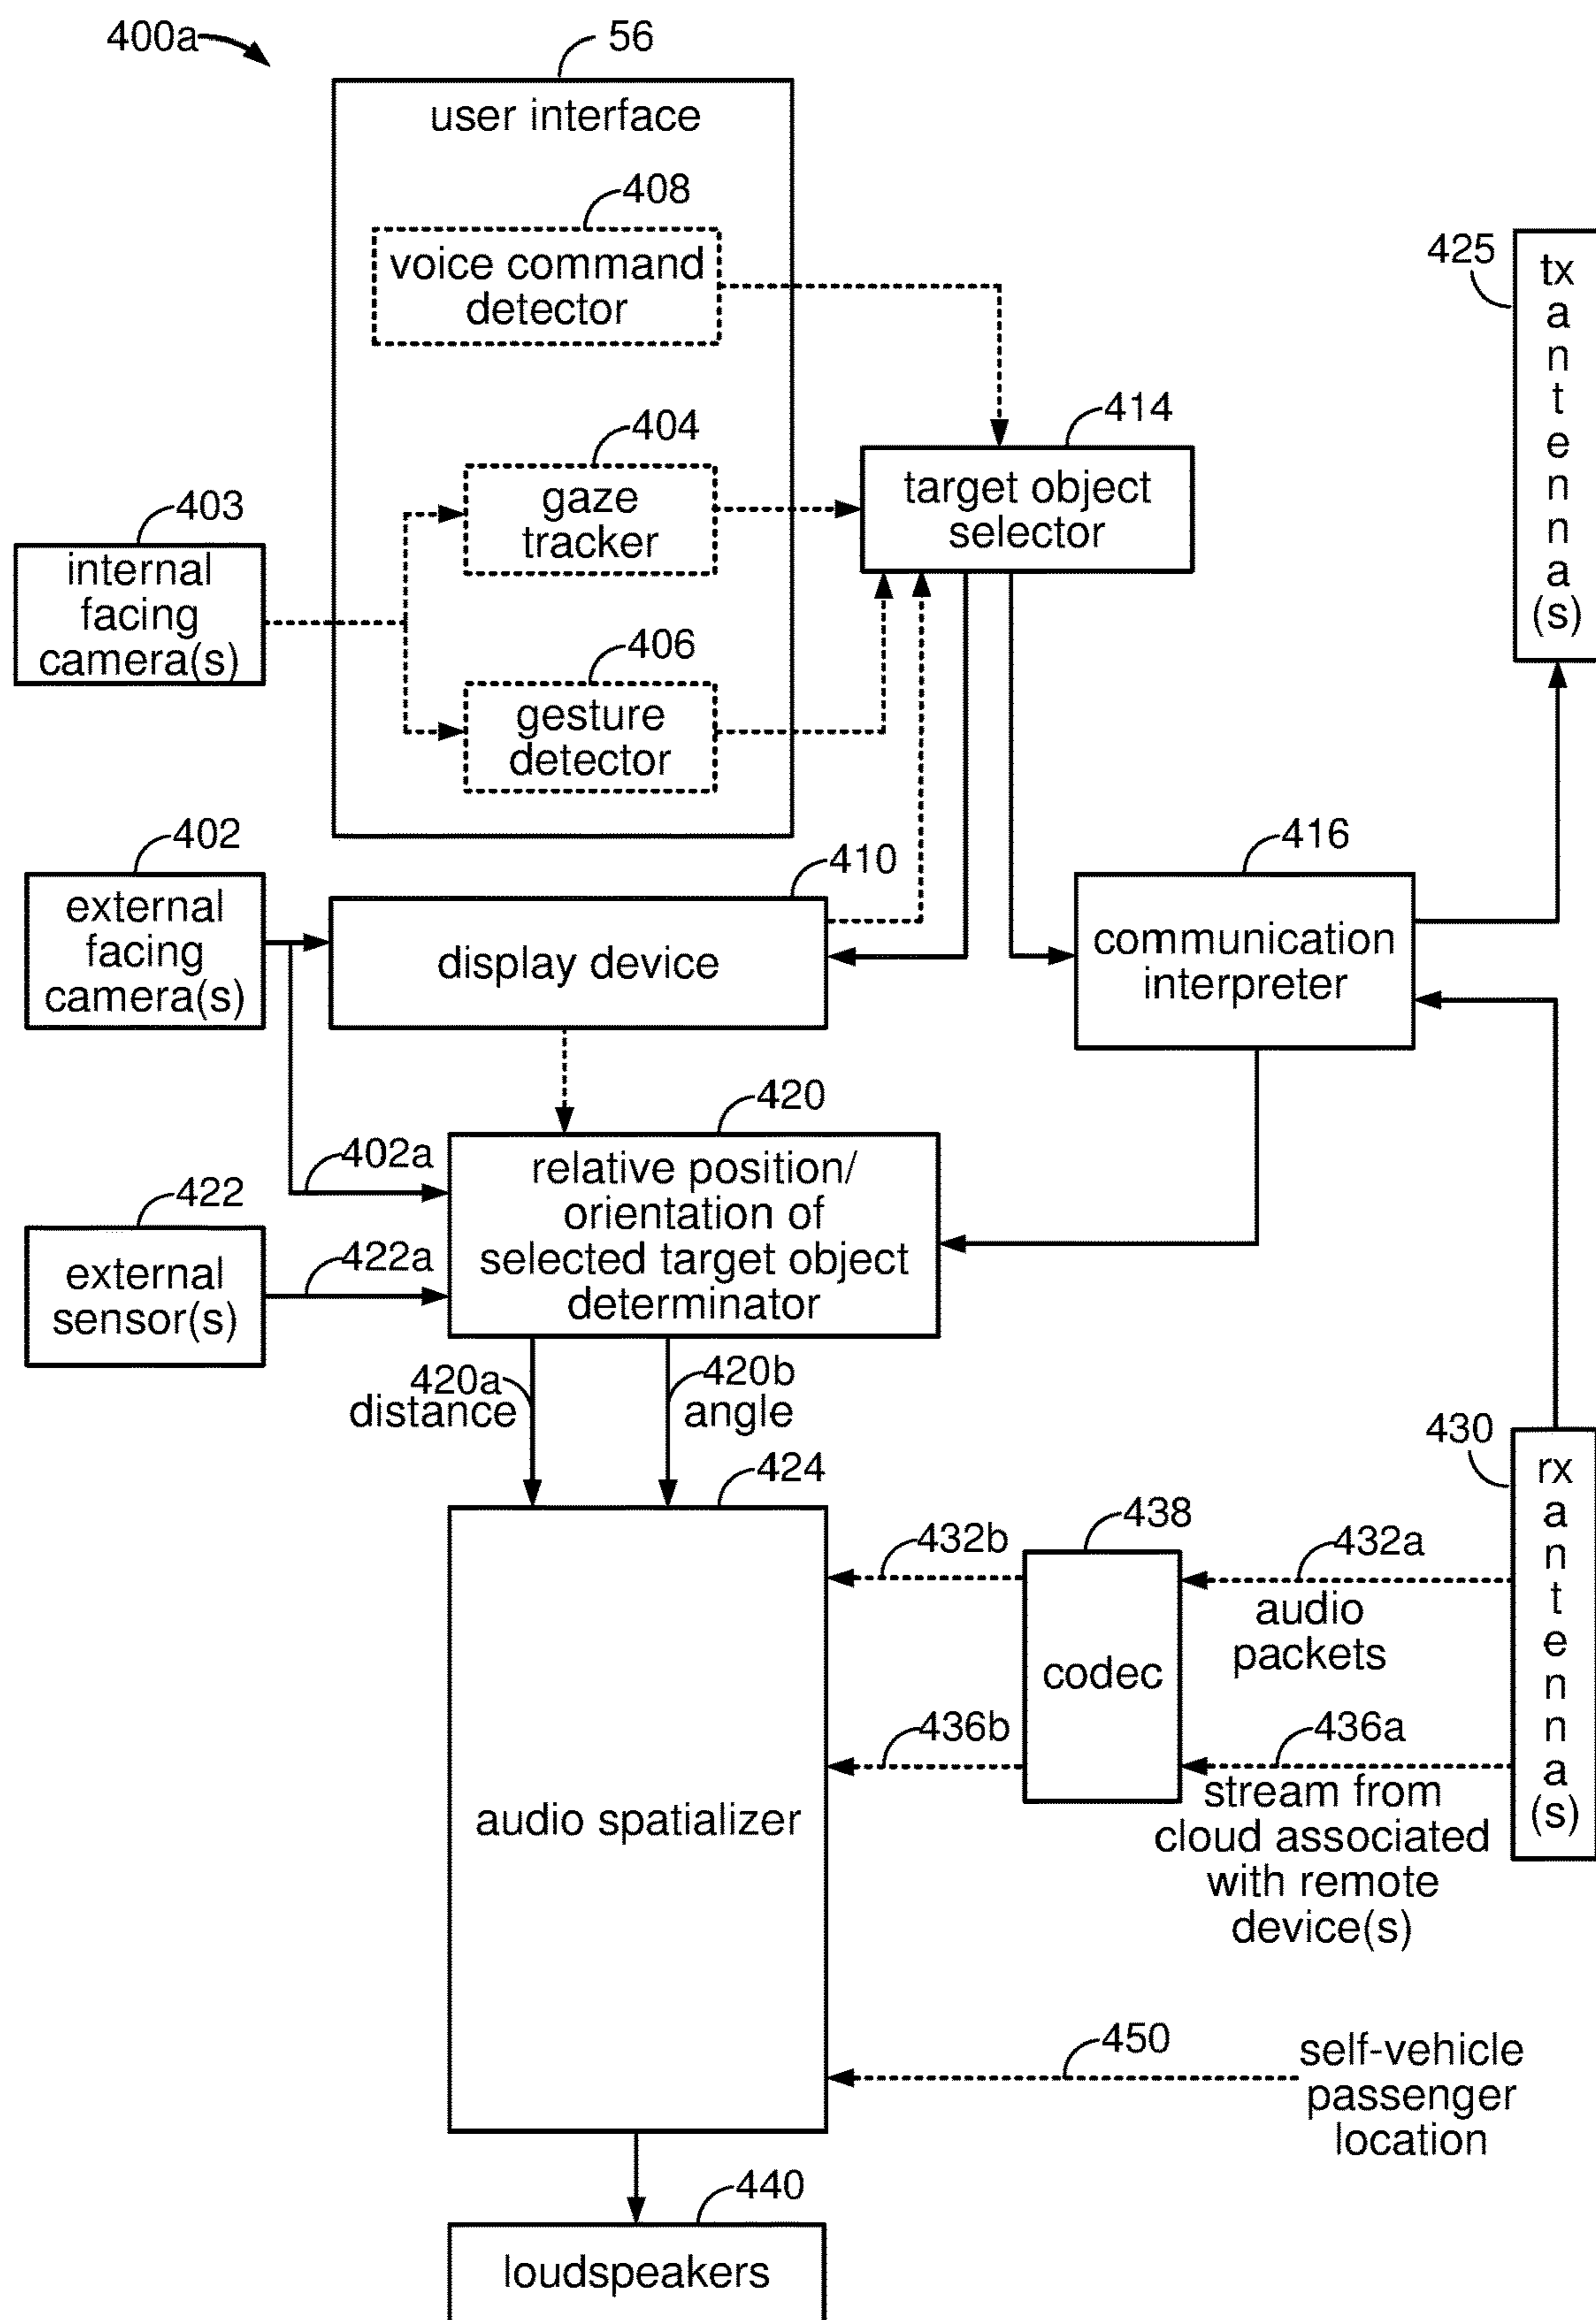 400a
56
user interface
408
voice command
detector
425
tx
a
n
t
e
n
n
a
(s)
404
gaze
tracker
414
target object
selector
403
internal
facing
camera(s)
406
gesture
detector
402
external
facing
camera(s)
410
display device
416
communication
interpreter
420
relative position/
orientation of
selected target object
determinator
402a
422
external
sensor(s)
422a
420a
distance
420b
angle
424
audio spatializer
430
rx
a
n
t
e
n
n
a
(s)
432b
438
codec
432a
audio
packets
436b
436a
stream from
cloud associated
with remote
device(s)
450
self-vehicle
passenger
location
440
loudspeakers